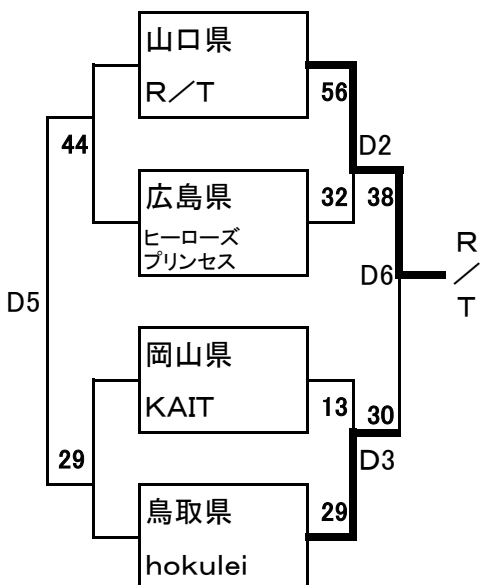 山口県
R／T
56
44
D2
広島県
32
38
ヒーローズ
プリンセス
R
／
T
D6
D5
岡山県
KAIT
13
30
29
D3
鳥取県
29
hokulei